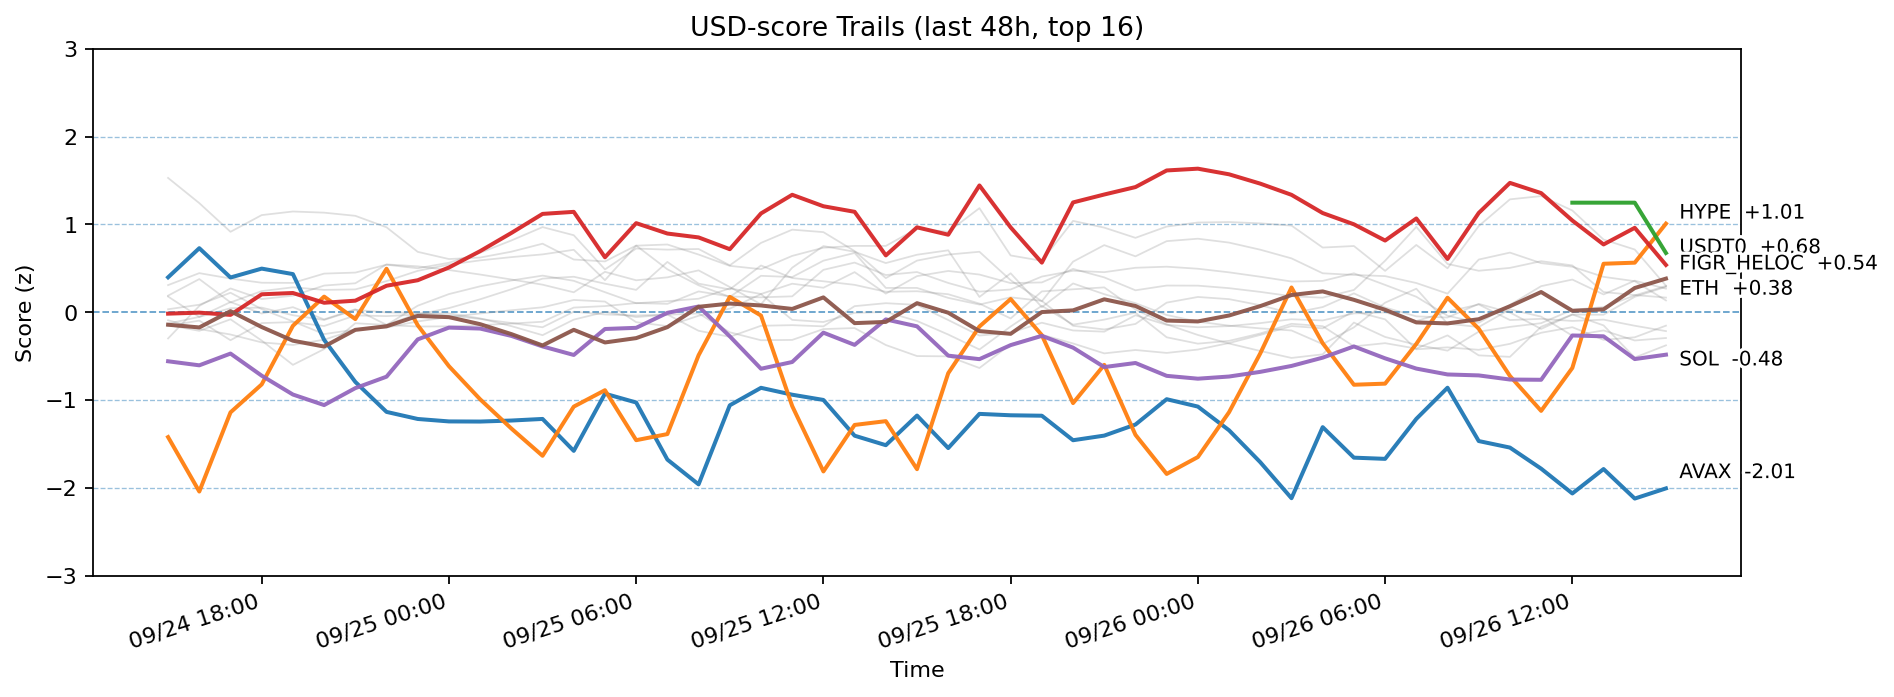 USD-score Trails (last 48h, top 16)
Score (z)
3
2
1
0
−1
−2
−3
HYPE +1.01
USDT0 +0.68
FIGR_HELOC +0.54
ETH +0.38
SOL -0.48
AVAX -2.01
09/24 18:00
09/25 00:00
09/25 06:00
09/25 12:00
09/25 18:00
09/26 00:00
09/26 06:00
09/26 12:00
Time